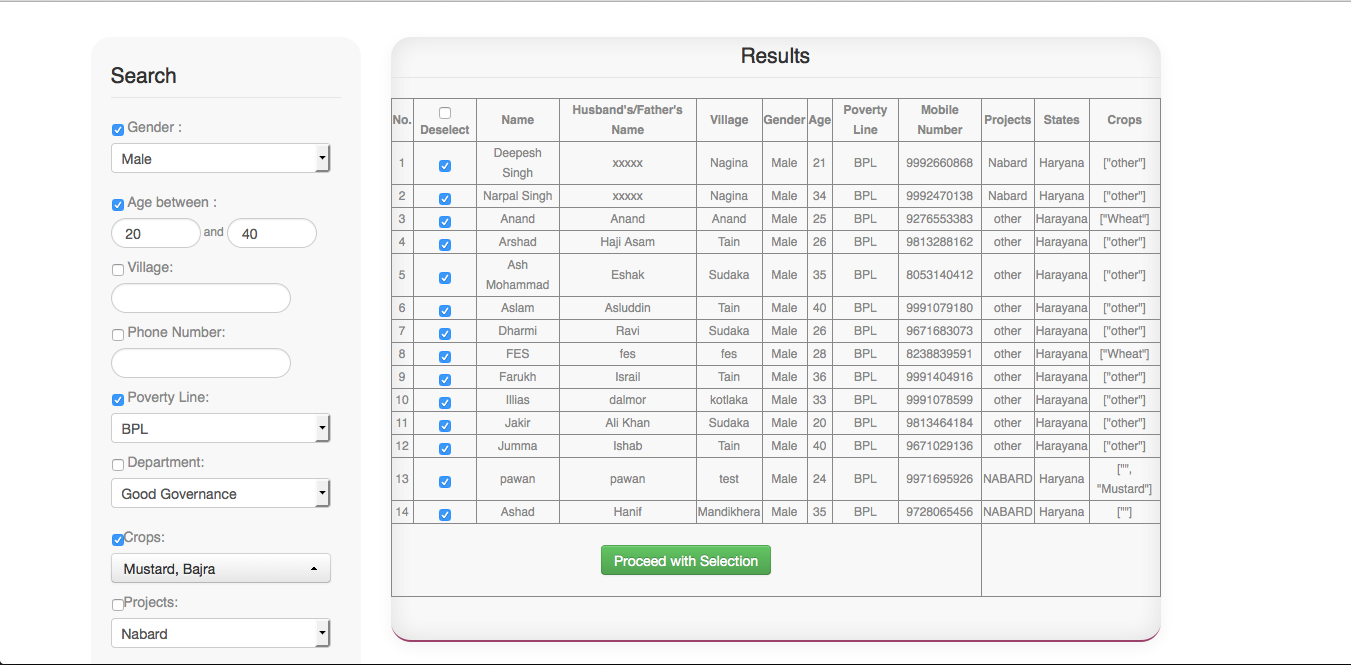 Search
Gender :
Male
Age between :
20 and 40
Village:
Phone Number:
Poverty Line:
BPL
Department:
Good Governance
Crops:
Mustard, Bajra
Projects:
Nabard
Results
No. Deselect Name Husband's/Father's Name Village Gender Age Poverty Line Mobile Number Projects States Crops
1 Deepesh Singh xxxxx Nagina Male 21 BPL 9992660868 Nabard Haryana ["other"]
2 Narpal Singh xxxxx Nagina Male 34 BPL 9992470138 Nabard Haryana ["other"]
3 Anand Anand Anand Male 25 BPL 9276553383 other Harayana ["Wheat"]
4 Arshad Haji Asam Tain Male 26 BPL 9813288162 other Harayana ["other"]
5 Ash Mohammad Eshak Sudaka Male 35 BPL 8053140412 other Harayana ["other"]
6 Aslam Asluddin Tain Male 40 BPL 9991079180 other Harayana ["other"]
7 Dharmi Ravi Sudaka Male 26 BPL 9671683073 other Harayana ["other"]
8 FES fes fes Male 28 BPL 8238839591 other Harayana ["Wheat"]
9 Farukh Israil Tain Male 36 BPL 9991404916 other Harayana ["other"]
10 Illias dalmor kotlaka Male 33 BPL 9991078599 other Harayana ["other"]
11 Jakir Ali Khan Sudaka Male 20 BPL 9813464184 other Harayana ["other"]
12 Jumma Ishab Tain Male 40 BPL 9671029136 other Harayana ["other"]
13 pawan pawan test Male 24 BPL 9971695926 NABARD Haryana ["", "Mustard"]
14 Ashad Hanif Mandikhera Male 35 BPL 9728065456 NABARD Haryana [""]
Proceed with Selection